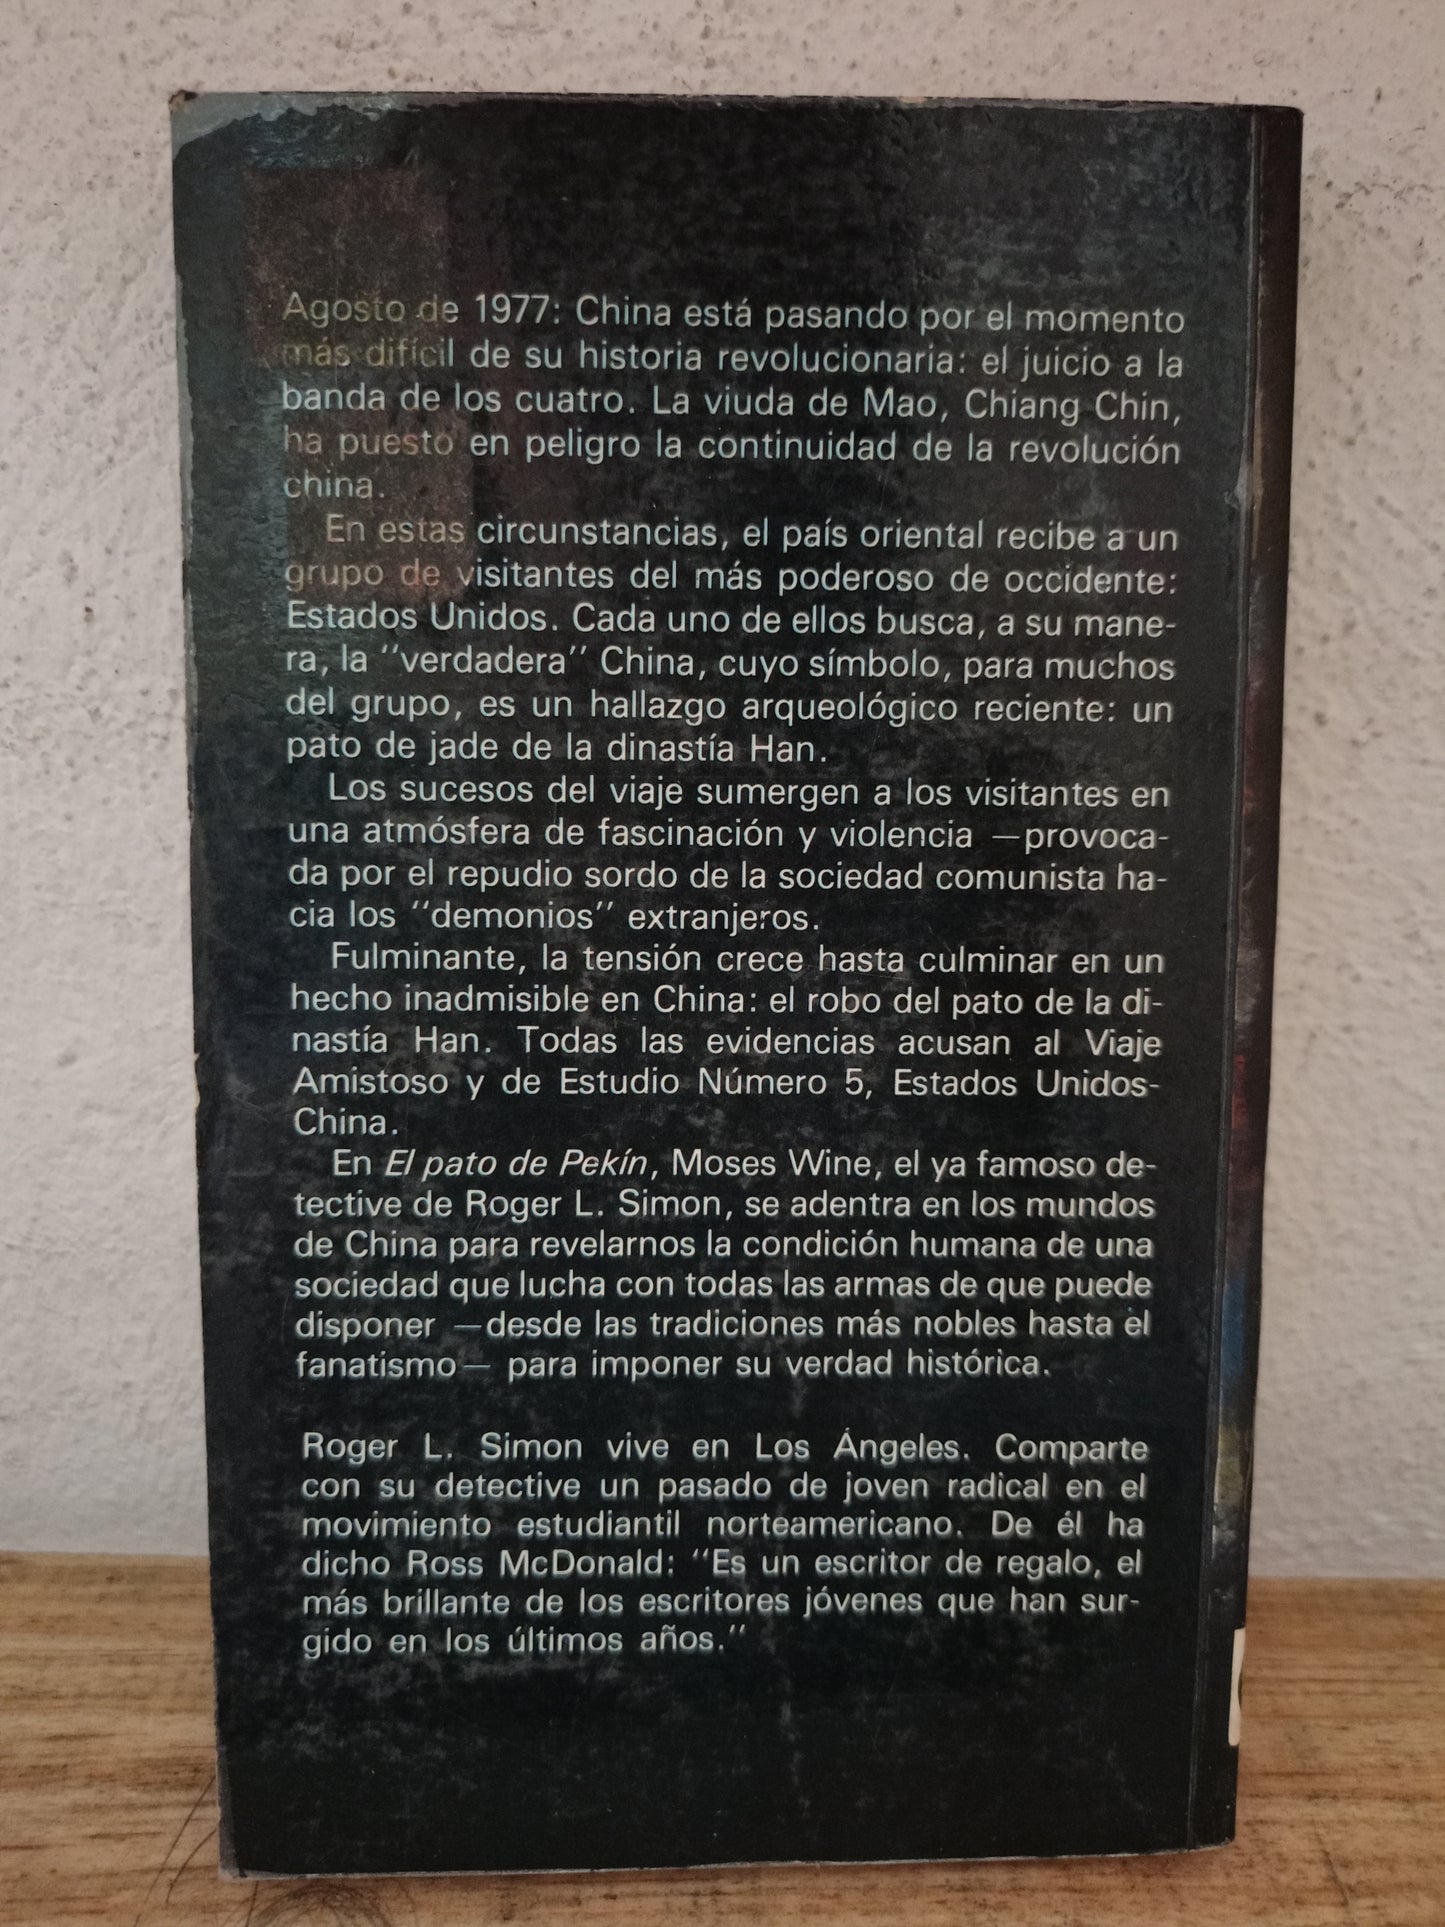 Agosto de 1977: China está pasando por el momento
más difícil de su historia revolucionaria: el juicio a la
banda de los cuatro. La viuda de Mao, Chiang Chin,
ha puesto en peligro la continuidad de la revolución
china.
En estas circunstancias, el país oriental recibe a un
grupo de visitantes del más poderoso de occidente:
Estados Unidos. Cada uno de ellos busca, a su mane-
ra, la "verdadera" China, cuyo símbolo, para muchos
del grupo, es un hallazgo arqueológico reciente: un
pato de jade de la dinastía Han.
Los sucesos del viaje sumergen a los visitantes en
una atmósfera de fascinación y violencia —provoca-
da por el repudio sordo de la sociedad comunista ha-
cia los "demonios" extranjeros.
Fulminante, la tensión crece hasta culminar en un
hecho inadmisible en China: el robo del pato de la di-
nastía Han. Todas las evidencias acusan al Viaje
Amistoso y de Estudio Número 5, Estados Unidos-
China.
En El pato de Pekín, Moses Wine, el ya famoso de-
tective de Roger L. Simon, se adentra en los mundos
de China para revelarnos la condición humana de una
sociedad que lucha con todas las armas de que puede
disponer —desde las tradiciones más nobles hasta el
fanatismo— para imponer su verdad histórica.
Roger L. Simon vive en Los Ángeles. Comparte
con su detective un pasado de joven radical en el
movimiento estudiantil norteamericano. De él ha
dicho Ross McDonald: "Es un escritor de regalo, el
más brillante de los escritores jóvenes que han sur-
gido en los últimos años."